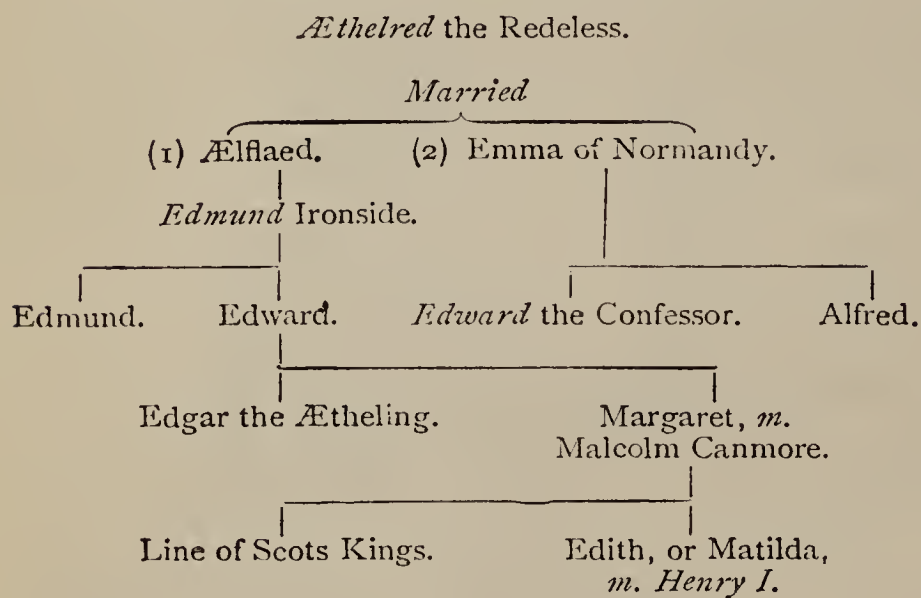 Æthelred the Redeless.
Married
(1) Ælflaed. (2) Emma of Normandy.
Edmund Ironside.
Edmund. Edward. Edward the Confessor. Alfred.
Edgar the Ætheling. Margaret, m.
Malcolm Canmore.
Line of Scots Kings. Edith, or Matilda,
m. Henry I.